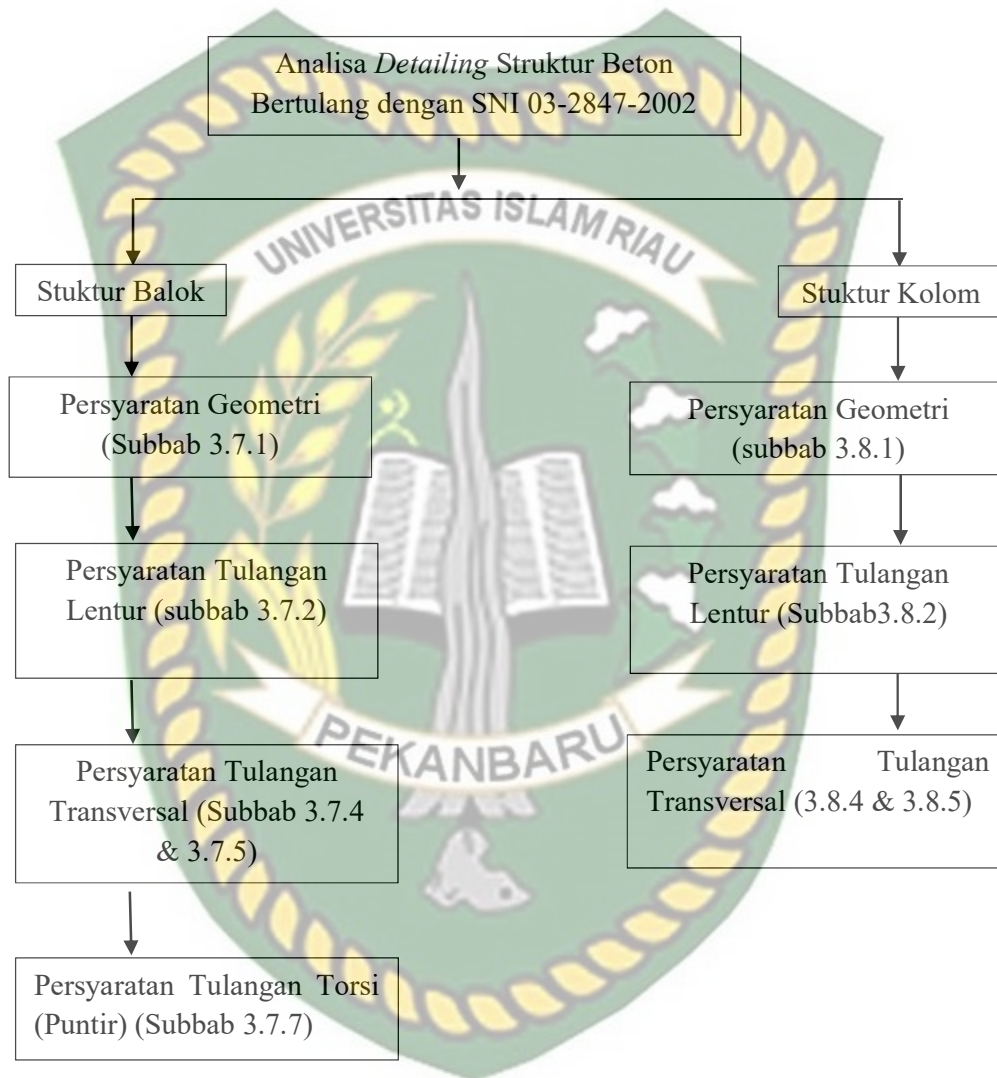 Analisa Detailing Struktur Beton
Bertulang dengan SNI 03-2847-2002
UNIVERSITAS ISLAM RIAU
Stuktur Balok
Stuktur Kolom
Persyaratan Geometri
(Subbab 3.7.1)
Persyaratan Geometri
(subbab 3.8.1)
Persyaratan Tulangan
Lentur (subbab 3.7.2)
Persyaratan Tulangan
Lentur (Subbab3.8.2)
PEKANBARU
Persyaratan Tulangan
Transversal (Subbab 3.7.4
& 3.7.5)
Persyaratan Tulangan
Transversal (3.8.4 & 3.8.5)
Persyaratan Tulangan Torsi
(Puntir) (Subbab 3.7.7)